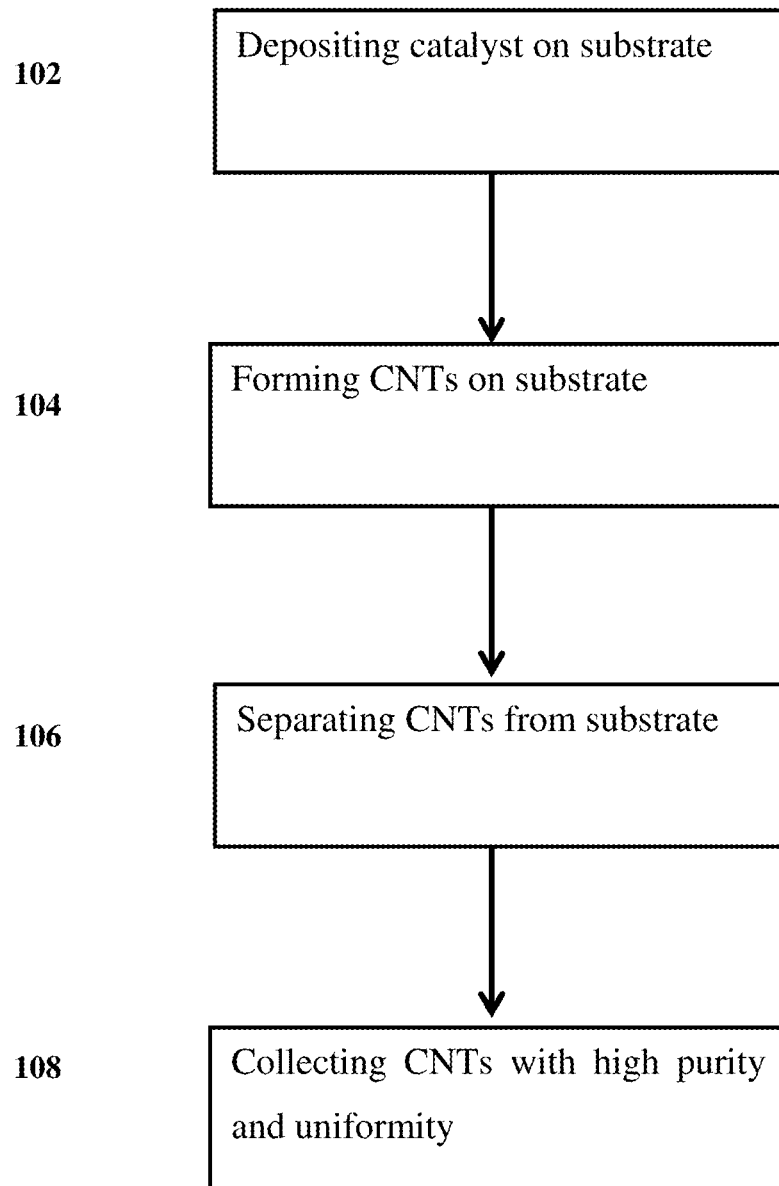 102
Depositing catalyst on substrate
104
Forming CNTs on substrate
106
Separating CNTs from substrate
108
Collecting CNTs with high purity
and uniformity